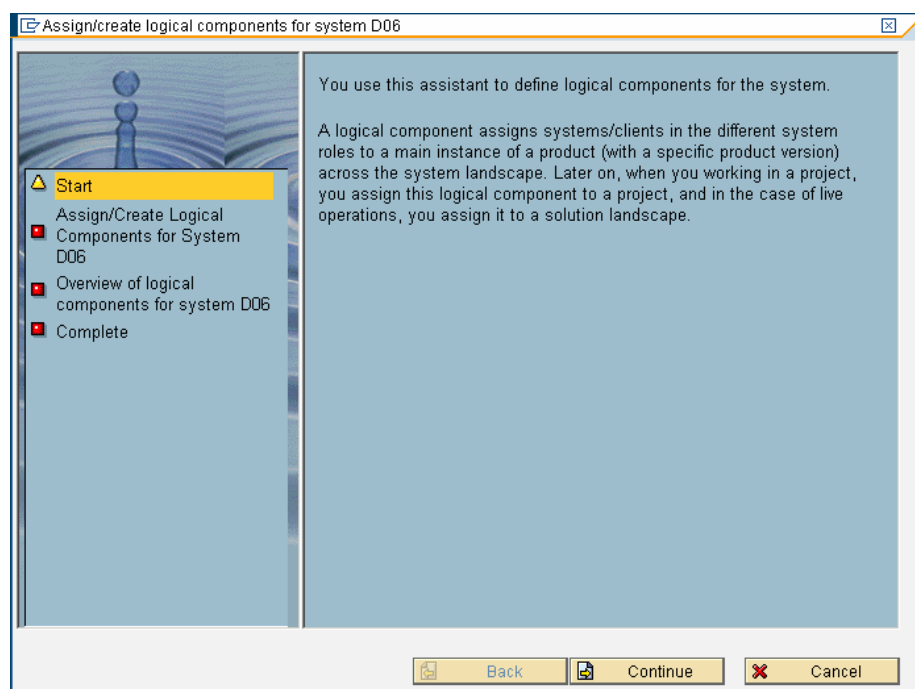 Assign/create logical components for system D06
Start
Assign/Create Logical
Components for System
D06
Overview of logical
components for system D06
Complete
You use this assistant to define logical components for the system.
A logical component assigns systems/clients in the different system
roles to a main instance of a product (with a specific product version)
across the system landscape. Later on, when you working in a project,
you assign this logical component to a project, and in the case of live
operations, you assign it to a solution landscape.
Back
Continue
Cancel